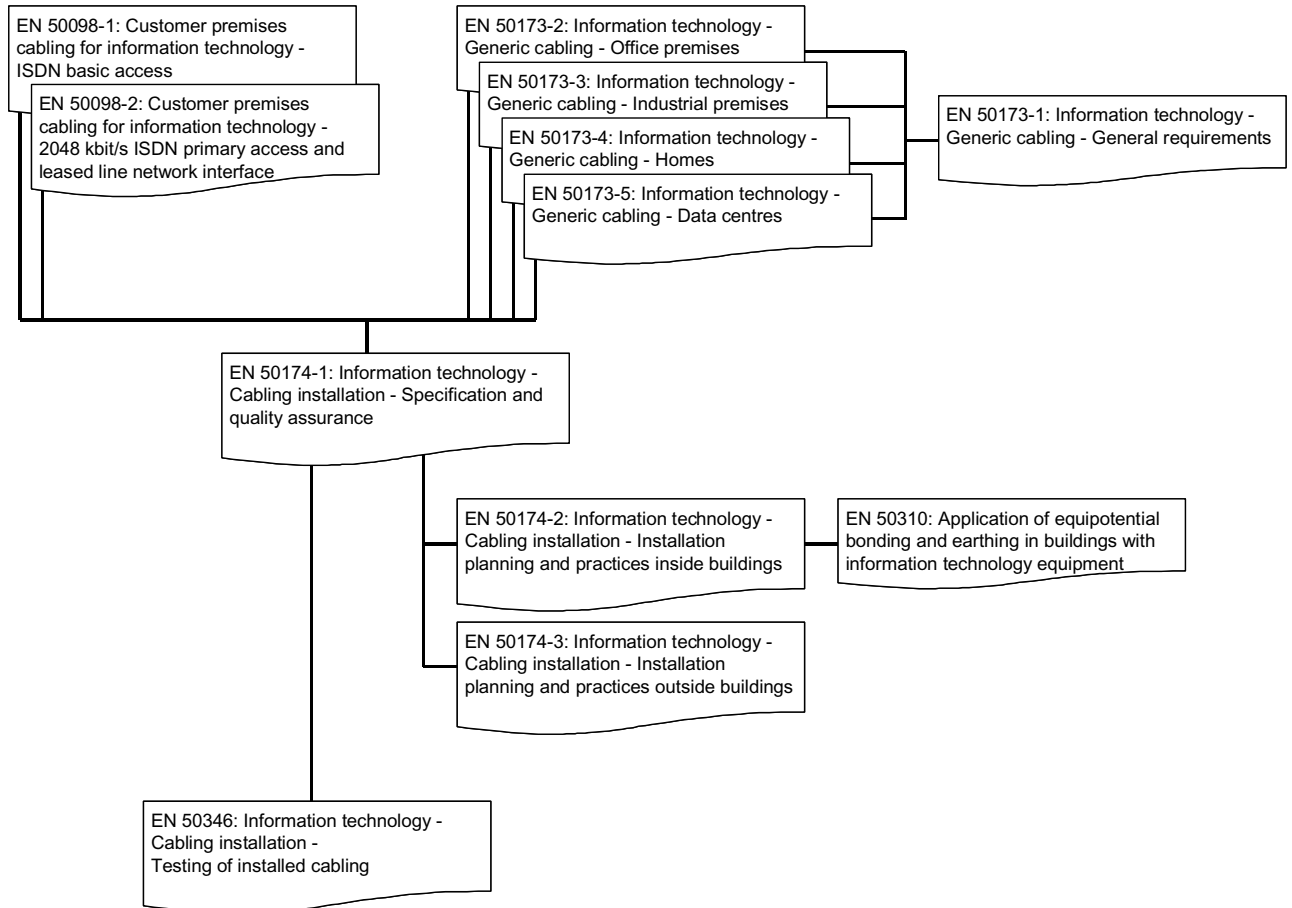 EN 50098-1: Customer premises
cabling for information technology -
ISDN basic access
EN 50098-2: Customer premises
cabling for information technology -
2048 kbit/s ISDN primary access and
leased line network interface
EN 50173-2: Information technology -
Generic cabling - Office premises
EN 50173-3: Information technology -
Generic cabling - Industrial premises
EN 50173-4: Information technology -
Generic cabling - Homes
EN 50173-5: Information technology -
Generic cabling - Data centres
EN 50173-1: Information technology -
Generic cabling - General requirements
EN 50174-1: Information technology -
Cabling installation - Specification and
quality assurance
EN 50174-2: Information technology -
Cabling installation - Installation
planning and practices inside buildings
EN 50310: Application of equipotential
bonding and earthing in buildings with
information technology equipment
EN 50174-3: Information technology -
Cabling installation - Installation
planning and practices outside buildings
EN 50346: Information technology -
Cabling installation -
Testing of installed cabling